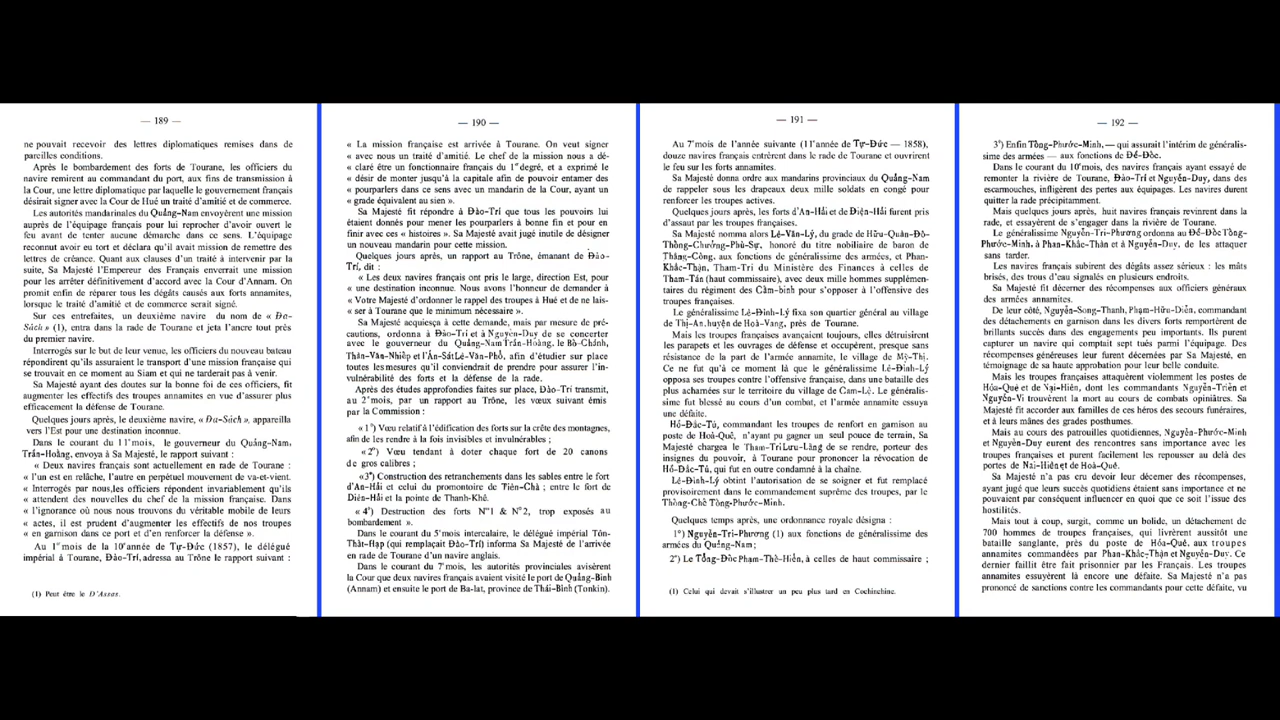 — 189 —
ne pouvait recevoir des lettres diplomatiques remises dans de
pareilles conditions.
Après le bombardement des forts de Tourane, les officiers du
navire remirent au commandant du port, aux fins de transmission à
la Cour, une lettre diplomatique par laquelle le gouvernement français
désirait signer avec la Cour de Hué un traité d'amitié et de commerce.
Les autorités mandarinales du Quảng-Nam envoyèrent une mission
auprès de l'équipage français pour lui reprocher d'avoir ouvert le
feu avant de tenter aucune démarche dans ce sens. L'équipage
reconnut avoir eu tort et déclara qu'il avait mission de remettre des
lettres de créance. Quant aux clauses d'un traité à intervenir par la
suite, Sa Majesté l'Empereur des Français enverrait une mission
pour les arrêter définitivement d'accord avec la Cour d'Annam. On
promit enfin de réparer tous les dégâts causés aux forts annamites,
lorsque le traité d'amitié et de commerce serait signé.
Sur ces entrefaites, un deuxième navire du nom de « Đa-
Sách » (1), entra dans la rade de Tourane et jeta l'ancre tout près
du premier navire.
Interrogés sur le but de leur venue, les officiers du nouveau bateau
répondirent qu'ils assuraient le transport d'une mission française qui
se trouvait en ce moment au Siam et qui ne tarderait pas à venir.
Sa Majesté ayant des doutes sur la bonne foi de ces officiers, fit
augmenter les effectifs des troupes annamites en vue d'assurer plus
efficacement la défense de Tourane.
Quelques jours après, le deuxième navire, « Đa-Sách », appareilla
vers l'Est pour une destination inconnue.
Dans le courant du 11e mois, le gouverneur du Quảng-Nam,
Trần-Hoàng, envoya à Sa Majesté, le rapport suivant :
« Deux navires français sont actuellement en rade de Tourane :
« l'un est en relâche, l'autre en perpétuel mouvement de va-et-vient.
« Interrogés par nous,les officiers répondent invariablement qu'ils
« attendent des nouvelles du chef de la mission française. Dans
« l'ignorance où nous nous trouvons du véritable mobile de leurs
« actes, il est prudent d'augmenter les effectifs de nos troupes
« en garnison dans ce port et d'en renforcer la défense ».
Au 1er mois de la 10e année de Tự-Đức (1857), le délégué
impérial à Tourane, Đào-Trí, adressa au Trône le rapport suivant :
(1) Peut être le D'Assas.
— 190 —
« La mission française est arrivée à Tourane. On veut signer
« avec nous un traité d'amitié. Le chef de la mission nous a dé-
« claré être un fonctionnaire français du 1er degré, et a exprimé le
« désir de monter jusqu'à la capitale afin de pouvoir entamer des
« pourparlers dans ce sens avec un mandarin de la Cour, ayant un
« grade équivalent au sien ».
Sa Majesté fit répondre à Đào-Trí que tous les pouvoirs lui
étaient donnés pour mener les pourparlers à bonne fin et pour en
finir avec ces « histoires ». Sa Majesté avait jugé inutile de désigner
un nouveau mandarin pour cette mission.
Quelques jours après, un rapport au Trône, émanant de Đào-
Trí, dit :
« Les deux navires français ont pris le large, direction Est, pour
« une destination inconnue. Nous avons l'honneur de demander à
« Votre Majesté d'ordonner le rappel des troupes à Hué et de ne lais-
« ser à Tourane que le minimum nécessaire ».
Sa Majesté acquiesça à cette demande, mais par mesure de pré-
cautions, ordonna à Đào-Trí et à Nguyễn-Duy de se concerter
avec le gouverneur du Quảng-Nam Trần-Hoàng, le Bố-Chánh,
Thân-Văn-Nhiếp et l'Án-Sát Lê-Văn-Phổ, afin d'étudier sur place
toutes les mesures qu'il conviendrait de prendre pour assurer l'in-
vulnérabilité des forts et la défense de la rade.
Après des études approfondies faites sur place, Đào-Trí transmit,
au 2e mois, par un rapport au Trône, les vœux suivant émis
par la Commission :
« 1°) Vœu relatif à l'édification des forts sur la crête des montagnes,
afin de les rendre à la fois invisibles et invulnérables ;
« 2°) Vœu tendant à doter chaque fort de 20 canons
de gros calibres ;
«3°) Construction des retranchements dans les sables entre le fort
d'An-Hải et celui du promontoire de Tiên-Chà ; entre le fort de
Điện-Hải et la pointe de Thanh-Khê.
« 4°) Destruction des forts N°1 & N°2, trop exposés au
bombardement ».
Dans le courant du 5e mois intercalaire, le délégué impérial Tôn-
Thất-Hạp (qui remplaçait Đào-Trí) informa Sa Majesté de l'arrivée
en rade de Tourane d'un navire anglais.
Dans le courant du 7e mois, les autorités provinciales avisèrent
la Cour que deux navires français avaient visité le port de Quảng-Bình
(Annam) et ensuite le port de Ba-lat, province de Thái-Bình (Tonkin).
— 191 —
Au 7e mois de l'année suivante (11e année de Tự-Đức — 1858),
douze navires français entrèrent dans la rade de Tourane et ouvrirent
le feu sur les forts annamites.
Sa Majesté donna ordre aux mandarins provinciaux du Quảng-Nam
de rappeler sous les drapeaux deux mille soldats en congé pour
renforcer les troupes actives.
Quelques jours après, les forts d'An-Hải et de Điện-Hải furent pris
d'assaut par les troupes françaises.
Sa Majesté nomma alors Lê-Văn-Lý, du grade de Hữu-Quân-Đô-
Thống-Chưởng-Phủ-Sự, honoré du titre nobiliaire de baron de
Thăng-Công, aux fonctions de généralissime des armées, et Phan-
Khắc-Thận, Tham-Tri du Ministère des Finances à celles de
Tham-Tán (haut commissaire), avec deux mille hommes supplémen-
taires du régiment des Cấm-binh pour s'opposer à l'offensive des
troupes françaises.
Le généralissime Lê-Đình-Lý fixa son quartier général au village
de Thị-An, huyện de Hoà-Vang, près de Tourane.
Mais les troupes françaises avançaient toujours, elles détruisirent
les parapets et les ouvrages de défense et occupèrent, presque sans
résistance de la part de l'armée annamite, le village de Mỹ-Thị.
Ce ne fut qu'à ce moment là que le généralissime Lê-Đình-Lý
opposa ses troupes contre l'offensive française, dans une bataille des
plus acharnées sur le territoire du village de Cam-Lệ. Le générali-
sime fut blessé au cours d'un combat, et l'armée annamite essuya
une défaite.
Hồ-Đắc-Tú, commandant les troupes de renfort en garnison au
poste de Hoà-Quê, n'ayant pu gagner un seul pouce de terrain, Sa
Majesté chargea le Tham-Tri Lưu-Lãng de se rendre, porteur des
insignes du pouvoir, à Tourane pour prononcer la révocation de
Hồ-Đắc-Tú, qui fut en outre condamné à la chaîne.
Lê-Đình-Lý obtint l'autorisation de se soigner et fut remplacé
provisoirement dans le commandement suprême des troupes, par le
Thống-Chế Tống-Phước-Minh.
Quelques temps après, une ordonnance royale désigna :
1°) Nguyễn-Tri-Phương (1) aux fonctions de généralissime des
armées du Quảng-Nam;
2°) Le Tổng-Đốc Phạm-Thế-Hiển, à celles de haut commissaire ;
(1) Celui qui devait s'illustrer un peu plus tard en Cochinchine.
— 192 —
3°) Enfin Tống-Phước-Minh, — qui assurait l'intérim de généralis-
sime des armées — aux fonctions de Đề-Đốc.
Dans le courant du 10e mois, des navires français ayant essayé de
remonter la rivière de Tourane, Đào-Trí et Nguyễn-Duy, dans des
escarmouches, infligèrent des pertes aux équipages. Les navires durent
quitter la rade précipitamment.
Mais quelques jours après, huit navires français revinrent dans la
rade, et essayèrent de s'engager dans la rivière de Tourane.
Le généralissime Nguyễn-Tri-Phương ordonna au Đề-Đốc Tống-
Phước-Minh, à Phan-Khắc-Thận et à Nguyễn-Duy, de les attaquer
sans tarder.
Les navires français subirent des dégâts assez sérieux : les mâts
brisés, des trous d'eau signalés en plusieurs endroits.
Sa Majesté fit décerner des récompenses aux officiers généraux
des armées annamites.
De leur côté, Nguyễn-Song-Thanh, Phạm-Hữu-Diễn, commandant
des détachements en garnison dans les divers forts remportèrent de
brillants succès dans des engagements peu importants. Ils purent
capturer un navire qui comptait sept tués parmi l'équipage. Des
récompenses généreuses leur furent décernées par Sa Majesté, en
témoignage de sa haute approbation pour leur belle conduite.
Mais les troupes françaises attaquèrent violemment les postes de
Hoà-Quê et de Nại-Hiên, dont les commandants Nguyễn-Triển et
Nguyễn-Vi trouvèrent la mort au cours de combats opiniâtres. Sa
Majesté fit accorder aux familles de ces héros des secours funéraires,
et à leurs mânes des grades posthumes.
Mais au cours des patrouilles quotidiennes, Nguyễn-Phước-Minh
et Nguyễn-Duy eurent des rencontres sans importance avec les
troupes françaises et purent facilement les repousser au delà des
portes de Nại-Hiên et de Hoà-Quê.
Sa Majesté n'a pas cru devoir leur décerner des récompenses,
ayant jugé que leurs succès quotidiens étaient sans importance et ne
pouvaient par conséquent influencer en quoi que ce soit l'issue des
hostilités.
Mais tout à coup, surgit, comme un bolide, un détachement de
700 hommes de troupes françaises, qui livrèrent aussitôt une
bataille sanglante, près du poste de Hòa-Quê, aux troupes
annamites commandées par Phan-Khắc-Thận et Nguyễn-Duy. Ce
dernier faillit être fait prisonnier par les Français. Les troupes
annamites essuyèrent là encore une défaite. Sa Majesté n'a pas
prononcé de sanctions contre les commandants pour cette défaite, vu